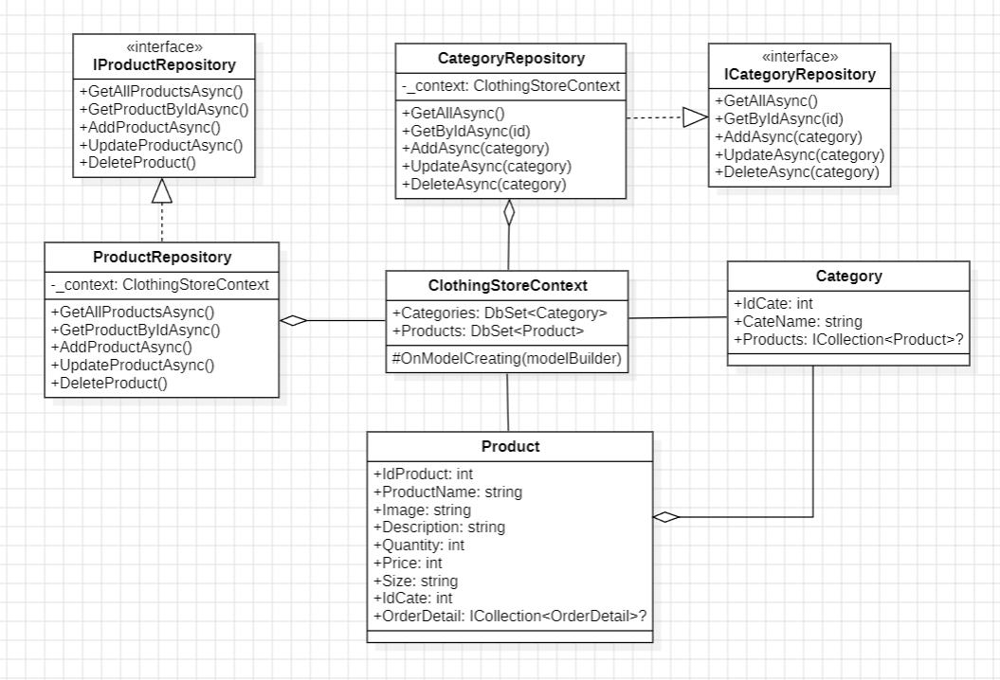 «interface»
IProductRepository
+GetAllProductsAsync()
+GetProductByIdAsync()
+AddProductAsync()
+UpdateProductAsync()
+DeleteProduct()
CategoryRepository
-_context: ClothingStoreContext
+GetAllAsync()
+GetByIdAsync(id)
+AddAsync(category)
+UpdateAsync(category)
+DeleteAsync(category)
«interface»
ICategoryRepository
+GetAllAsync()
+GetByIdAsync(id)
+AddAsync(category)
+UpdateAsync(category)
+DeleteAsync(category)
ProductRepository
-_context: ClothingStoreContext
+GetAllProductsAsync()
+GetProductByIdAsync()
+AddProductAsync()
+UpdateProductAsync()
+DeleteProduct()
ClothingStoreContext
+Categories: DbSet<Category>
+Products: DbSet<Product>
#OnModelCreating(modelBuilder)
Category
+IdCate: int
+CateName: string
+Products: ICollection<Product>?
Product
+IdProduct: int
+ProductName: string
+Image: string
+Description: string
+Quantity: int
+Price: int
+Size: string
+IdCate: int
+OrderDetail: ICollection<OrderDetail>?